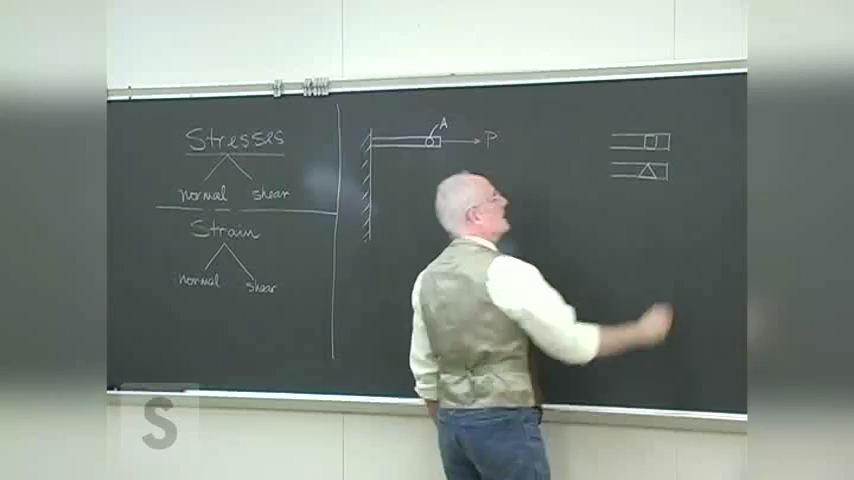 Stresses
normal shear
Strain
normal shear
A
P
S